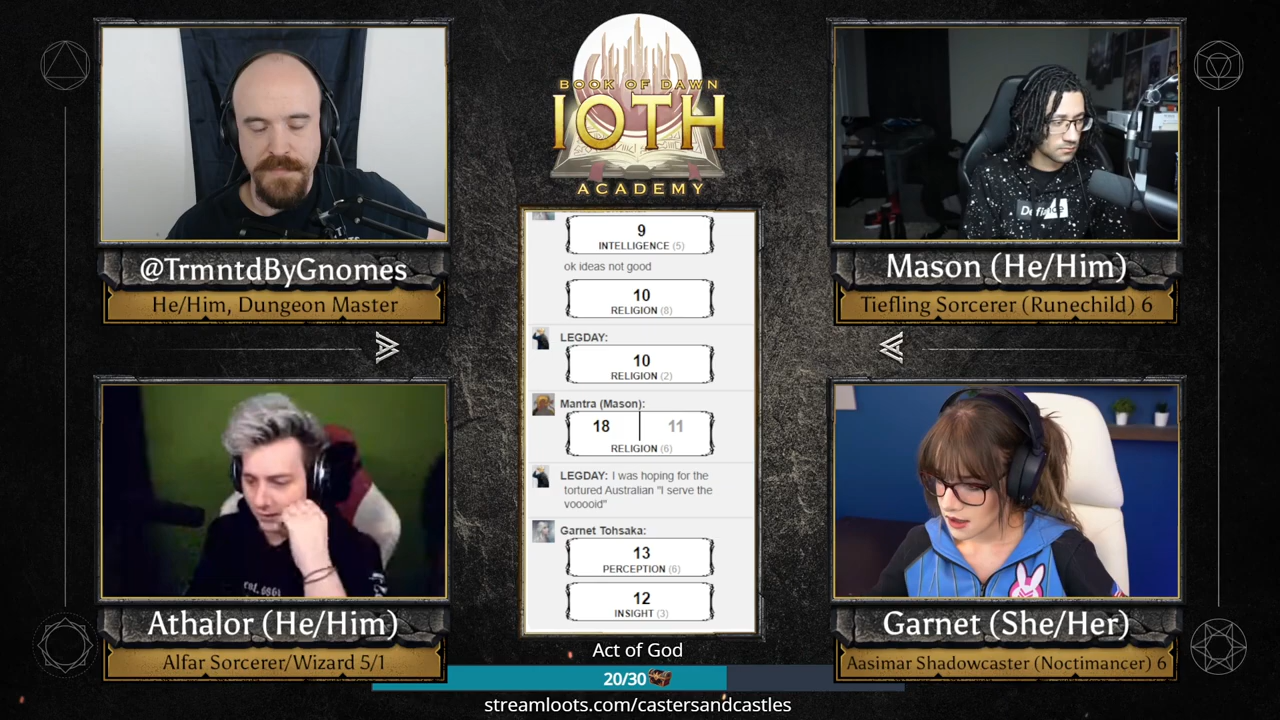 BOOK OF DAWN
IOTH
ACADEMY
@TrmntdByGnomes
He/Him, Dungeon Master
Mason (He/Him)
Tiefling Sorcerer (Runechild) 6
9
INTELLIGENCE (5)
ok ideas not good
10
RELIGION (8)
LEGDAY:
10
RELIGION (2)
Mantra (Mason):
18 11
RELIGION (6)
LEGDAY: I was hoping for the
tortured Australian "I serve the
vooooid"
Garnet Tohsaka:
13
PERCEPTION (6)
12
INSIGHT (3)
Athalor (He/Him)
Alfar Sorcerer/Wizard 5/1
Garnet (She/Her)
Aasimar Shadowcaster (Noctimancer) 6
Act of God
20/30
streamloots.com/castersandcastles